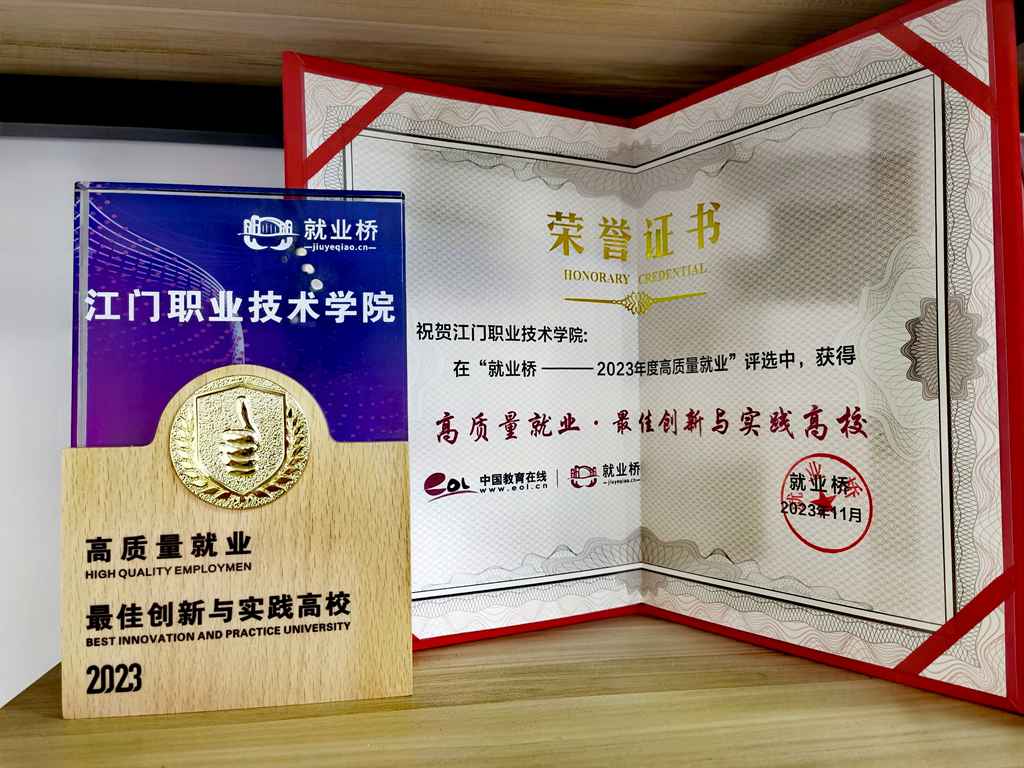 就业桥
jiuyeqiao.cn
江门职业技术学院
高质量就业
HIGH QUALITY EMPLOYMEN
最佳创新与实践高校
BEST INNOVATION AND PRACTICE UNIVERSITY
2023
荣誉证书
HONORARY CREDENTIAL
祝贺江门职业技术学院:
在“就业桥——2023年度高质量就业”评选中，获得
高质量就业·最佳创新与实践高校
eol 中国教育在线 就业桥
www.eol.cn jiuyeqiao.cn
就业桥
2023年11月